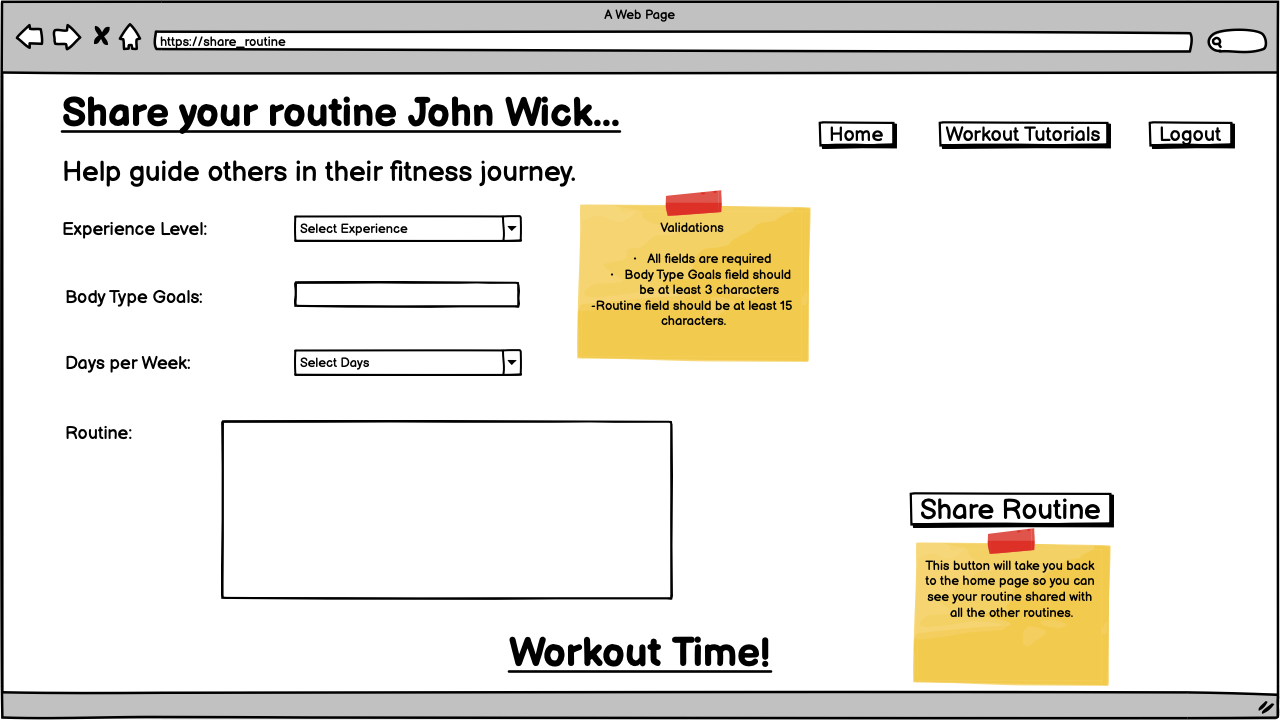 A Web Page
https://share_routine
Share your routine John Wick...
Home
Workout Tutorials
Logout
Help guide others in their fitness journey.
Experience Level:
Select Experience
Validations
· All fields are required
· Body Type Goals field should
be at least 3 characters
-Routine field should be at least 15
characters.
Body Type Goals:
Days per Week:
Select Days
Routine:
Share Routine
This button will take you back
to the home page so you can
see your routine shared with
all the other routines.
Workout Time!